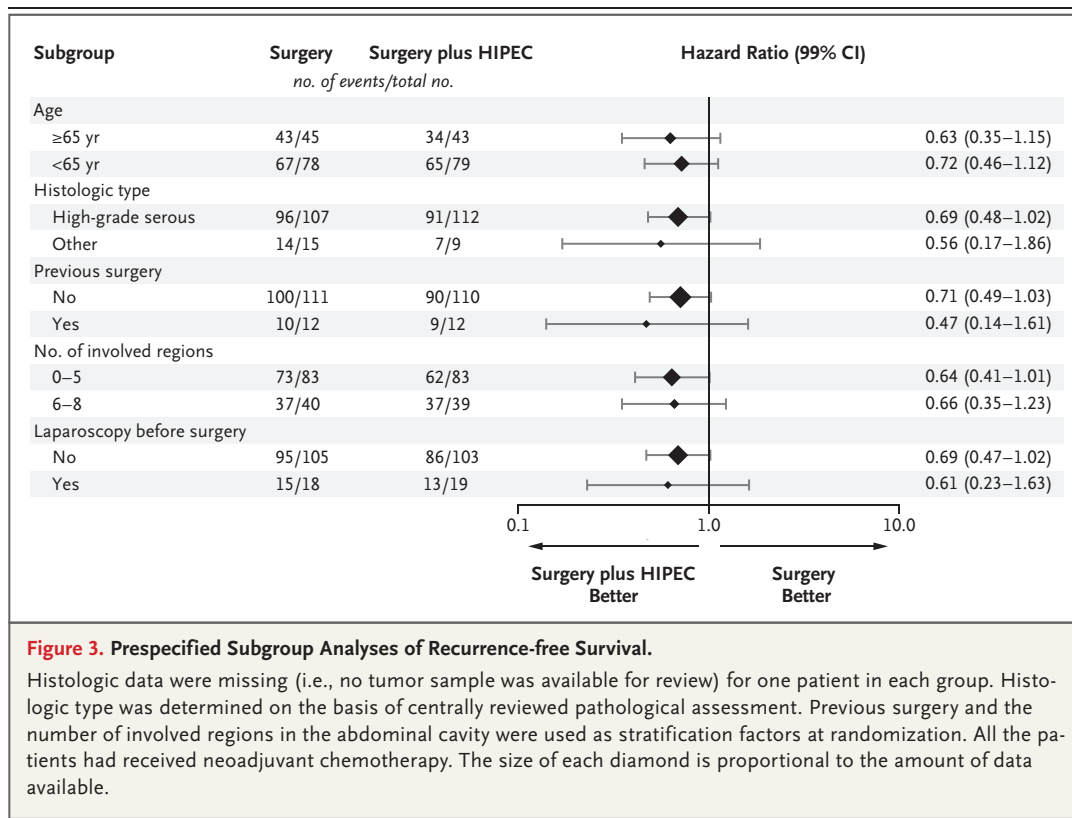 Subgroup Surgery Surgery plus HIPEC Hazard Ratio (99% CI)
no. of events/total no.
Age
≥65 yr 43/45 34/43 0.63 (0.35–1.15)
<65 yr 67/78 65/79 0.72 (0.46–1.12)
Histologic type
High-grade serous 96/107 91/112 0.69 (0.48–1.02)
Other 14/15 7/9 0.56 (0.17–1.86)
Previous surgery
No 100/111 90/110 0.71 (0.49–1.03)
Yes 10/12 9/12 0.47 (0.14–1.61)
No. of involved regions
0–5 73/83 62/83 0.64 (0.41–1.01)
6–8 37/40 37/39 0.66 (0.35–1.23)
Laparoscopy before surgery
No 95/105 86/103 0.69 (0.47–1.02)
Yes 15/18 13/19 0.61 (0.23–1.63)
0.1 1.0 10.0
Surgery plus HIPEC Surgery
Better Better
Figure 3. Prespecified Subgroup Analyses of Recurrence-free Survival.
Histologic data were missing (i.e., no tumor sample was available for review) for one patient in each group. Histo-
logic type was determined on the basis of centrally reviewed pathological assessment. Previous surgery and the
number of involved regions in the abdominal cavity were used as stratification factors at randomization. All the pa-
tients had received neoadjuvant chemotherapy. The size of each diamond is proportional to the amount of data
available.